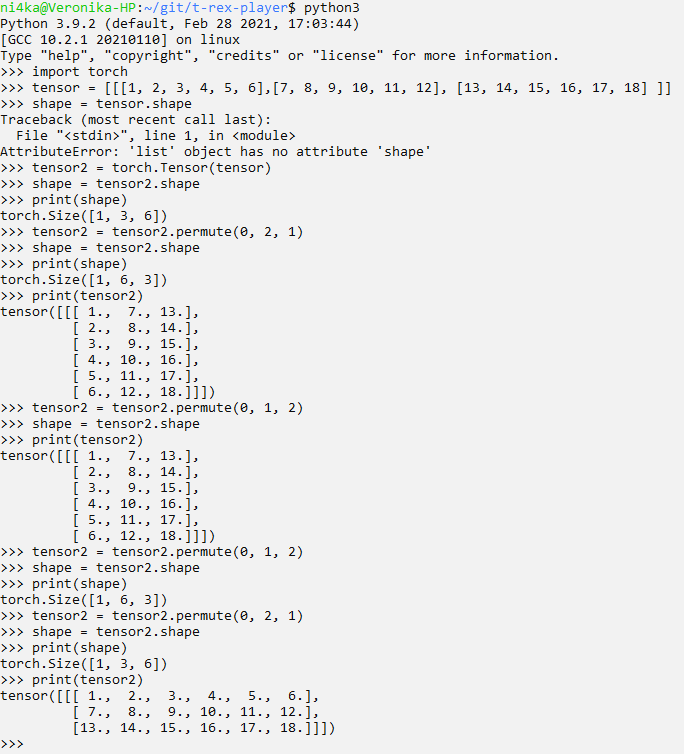 ni4ka@Veronika-HP:~/git/t-rex-player$ python3
Python 3.9.2 (default, Feb 28 2021, 17:03:44)
[GCC 10.2.1 20210110] on linux
Type "help", "copyright", "credits" or "license" for more information.
>>> import torch
>>> tensor = [[[1, 2, 3, 4, 5, 6],[7, 8, 9, 10, 11, 12], [13, 14, 15, 16, 17, 18] ]]
>>> shape = tensor.shape
Traceback (most recent call last):
  File "<stdin>", line 1, in <module>
AttributeError: 'list' object has no attribute 'shape'
>>> tensor2 = torch.Tensor(tensor)
>>> shape = tensor2.shape
>>> print(shape)
torch.Size([1, 3, 6])
>>> tensor2 = tensor2.permute(0, 2, 1)
>>> shape = tensor2.shape
>>> print(shape)
torch.Size([1, 6, 3])
>>> print(tensor2)
tensor([[[ 1.,  7., 13.],
         [ 2.,  8., 14.],
         [ 3.,  9., 15.],
         [ 4., 10., 16.],
         [ 5., 11., 17.],
         [ 6., 12., 18.]]])
>>> tensor2 = tensor2.permute(0, 1, 2)
>>> shape = tensor2.shape
>>> print(tensor2)
tensor([[[ 1.,  7., 13.],
         [ 2.,  8., 14.],
         [ 3.,  9., 15.],
         [ 4., 10., 16.],
         [ 5., 11., 17.],
         [ 6., 12., 18.]]])
>>> tensor2 = tensor2.permute(0, 1, 2)
>>> shape = tensor2.shape
>>> print(shape)
torch.Size([1, 6, 3])
>>> tensor2 = tensor2.permute(0, 2, 1)
>>> shape = tensor2.shape
>>> print(shape)
torch.Size([1, 3, 6])
>>> print(tensor2)
tensor([[[ 1.,  2.,  3.,  4.,  5.,  6.],
         [ 7.,  8.,  9., 10., 11., 12.],
         [13., 14., 15., 16., 17., 18.]]])
>>>